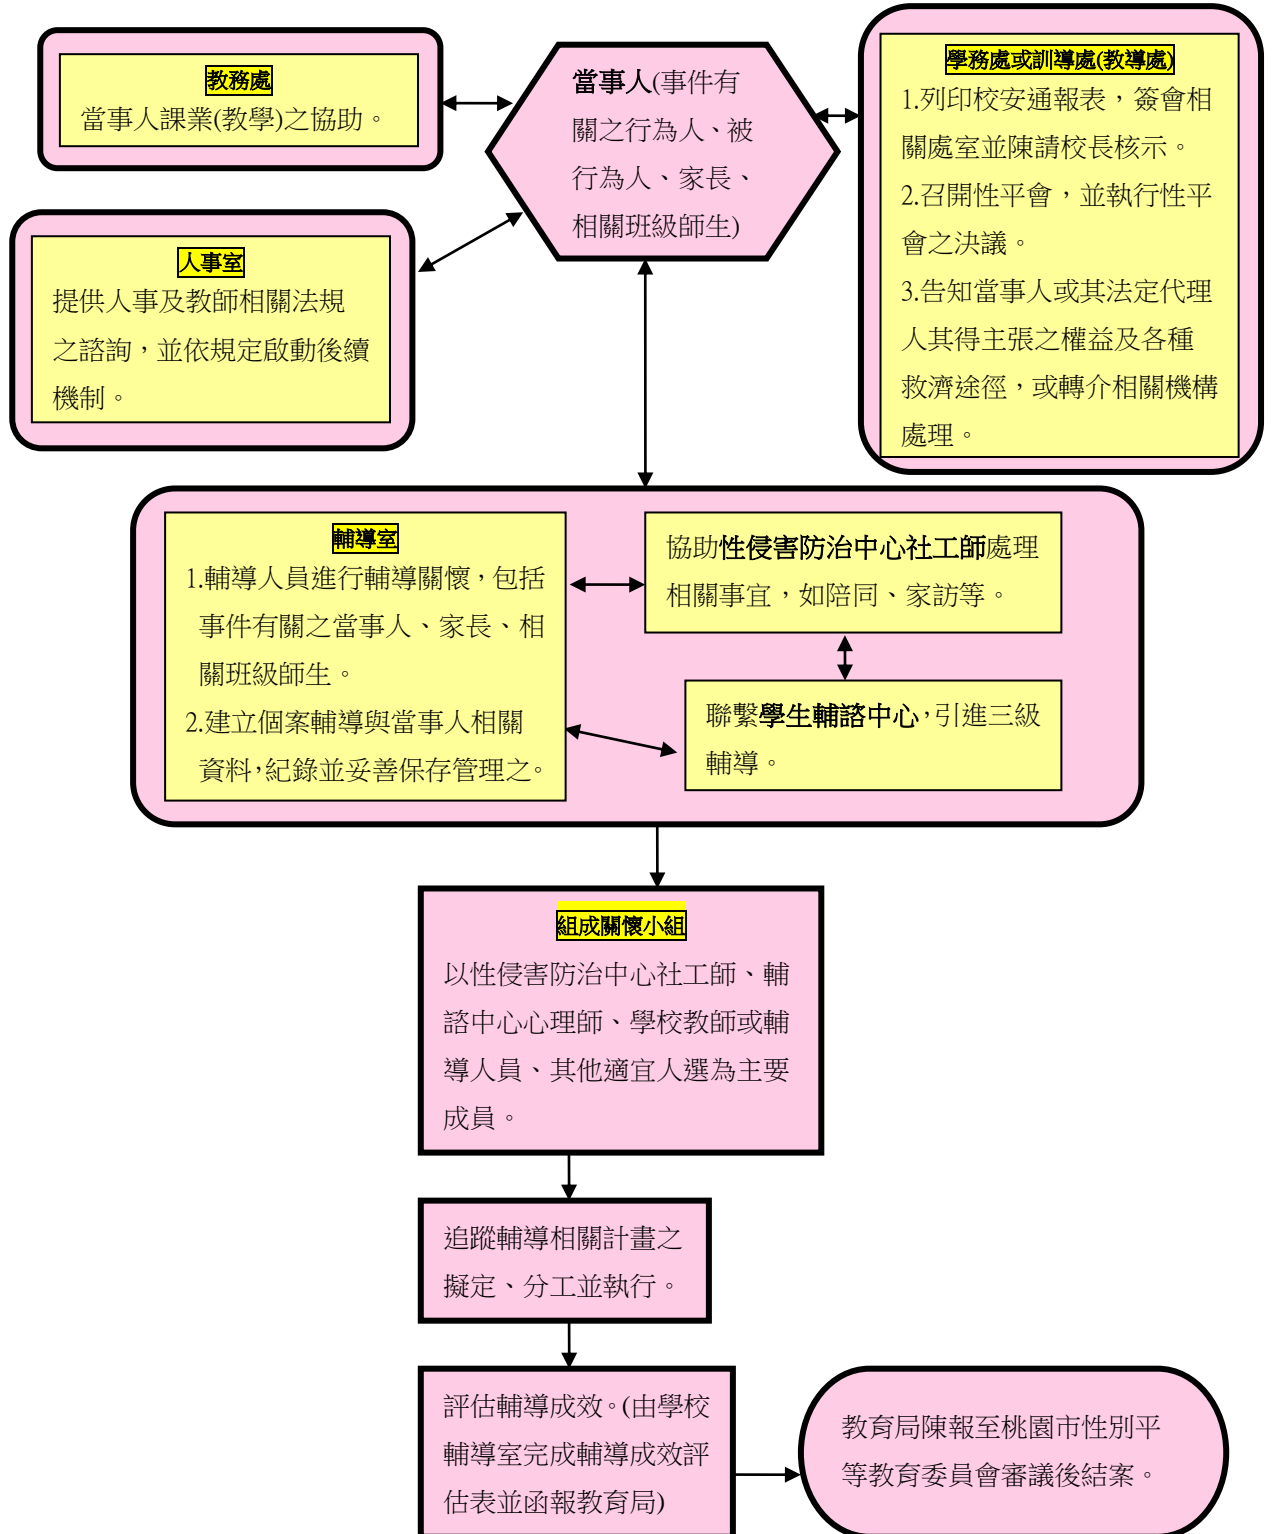 教務處
當事人課業(教學)之協助。
人事室
提供人事及教師相關法規
之諮詢，並依規定啟動後續
機制。
當事人(事件有
關之行為人、被
行為人、家長、
相關班級師生)
學務處或訓導處(教導處)
1.列印校安通報表，簽會相
關處室並陳請校長核示。
2.召開性平會，並執行性平
會之決議。
3.告知當事人或其法定代理
人其得主張之權益及各種
救濟途徑，或轉介相關機構
處理。
輔導室
1.輔導人員進行輔導關懷，包括
事件有關之當事人、家長、相
關班級師生。
2.建立個案輔導與當事人相關
資料，紀錄並妥善保存管理之。
協助性侵害防治中心社工師處理
相關事宜，如陪同、家訪等。
聯繫學生輔諮中心，引進三級
輔導。
組成關懷小組
以性侵害防治中心社工師、輔
諮中心心理師、學校教師或輔
導人員、其他適宜人選為主要
成員。
追蹤輔導相關計畫之
擬定、分工並執行。
評估輔導成效。(由學校
輔導室完成輔導成效評
估表並函報教育局)
教育局陳報至桃園市性別平
等教育委員會審議後結案。